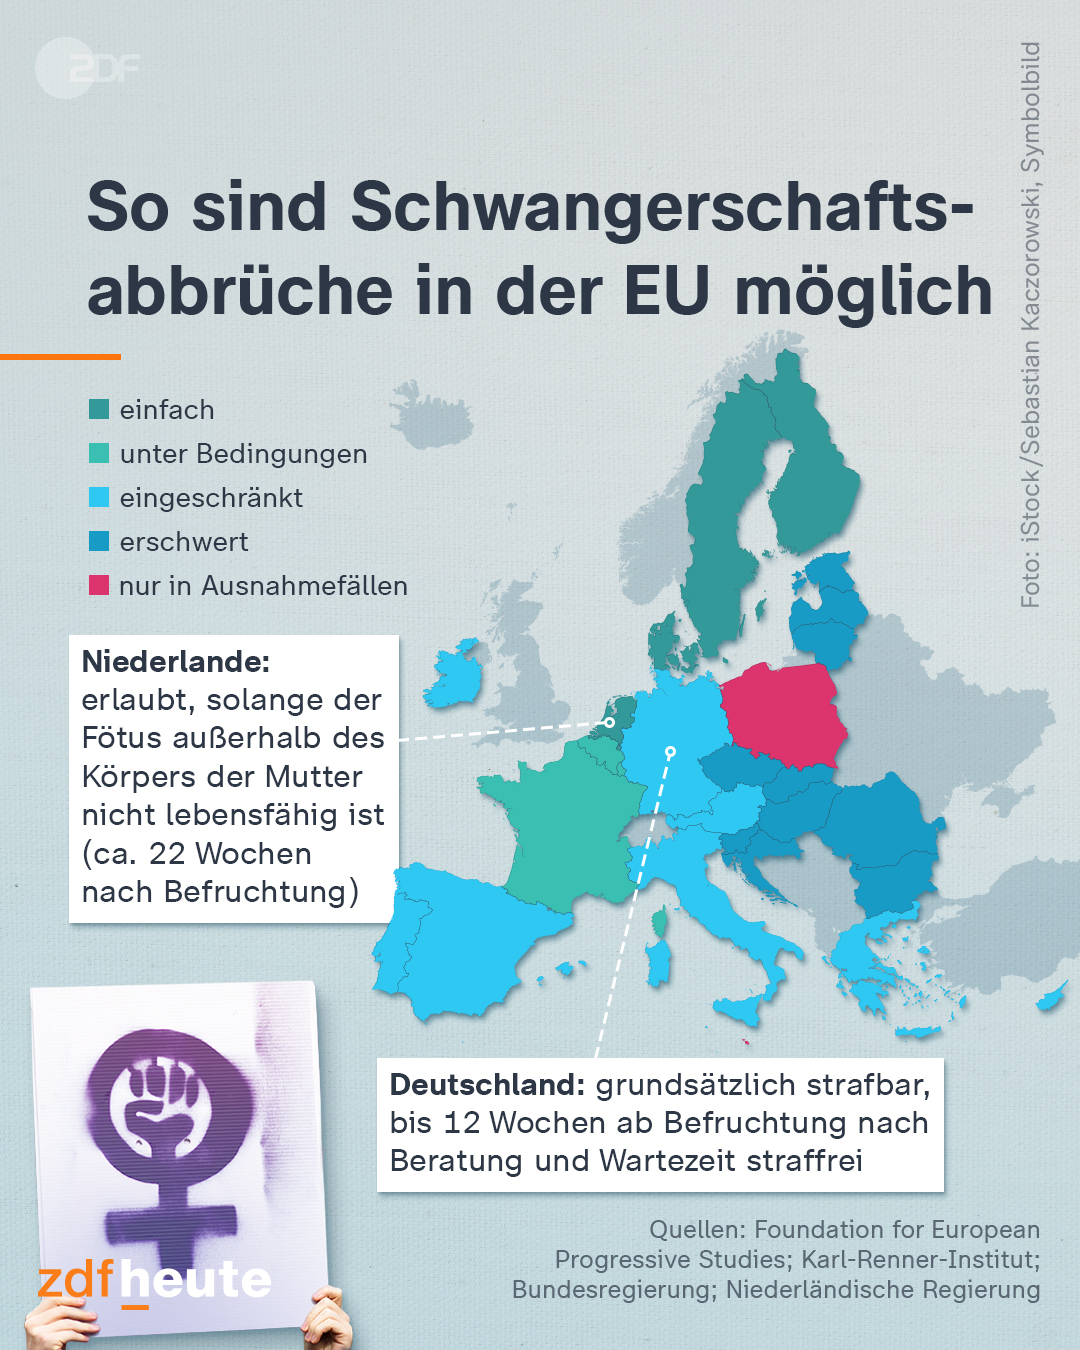 ZDF
So sind Schwangerschafts-
abbrüche in der EU möglich
Foto: iStock/Sebastian Kaczorowski, Symbolbild
einfach
unter Bedingungen
eingeschränkt
erschwert
nur in Ausnahmefällen
Niederlande:
erlaubt, solange der
Fötus außerhalb des
Körpers der Mutter
nicht lebensfähig ist
(ca. 22 Wochen
nach Befruchtung)
Deutschland: grundsätzlich strafbar,
bis 12 Wochen ab Befruchtung nach
Beratung und Wartezeit straffrei
Quellen: Foundation for European
Progressive Studies; Karl-Renner-Institut;
Bundesregierung; Niederländische Regierung
zdfheute